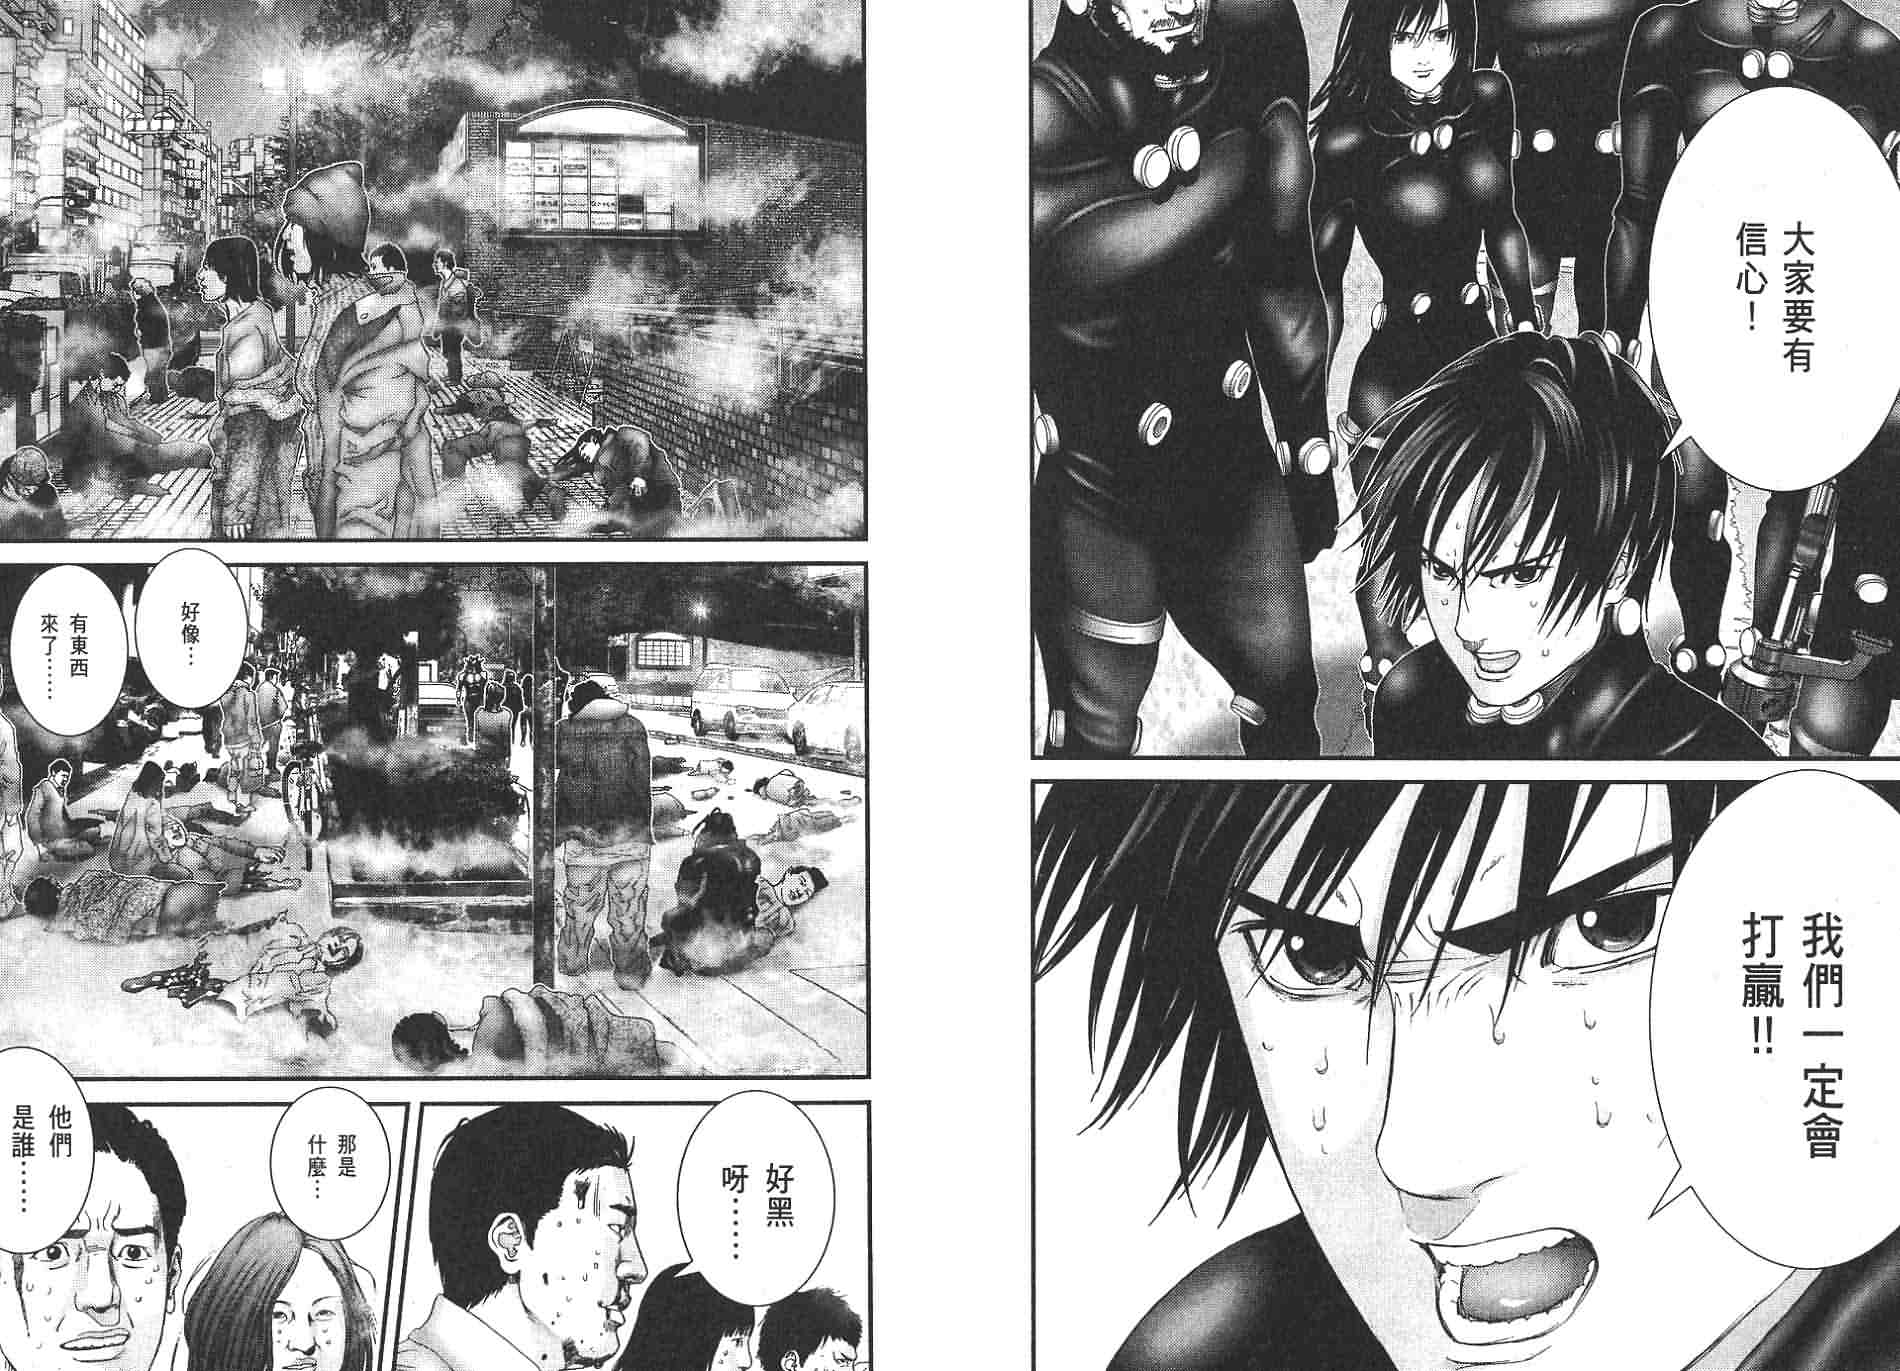 大家要有
信心！
我們一定會
打贏!!
好像…
有東西
來了……
好黑
呀……
那是
什麼…
他們
是誰……